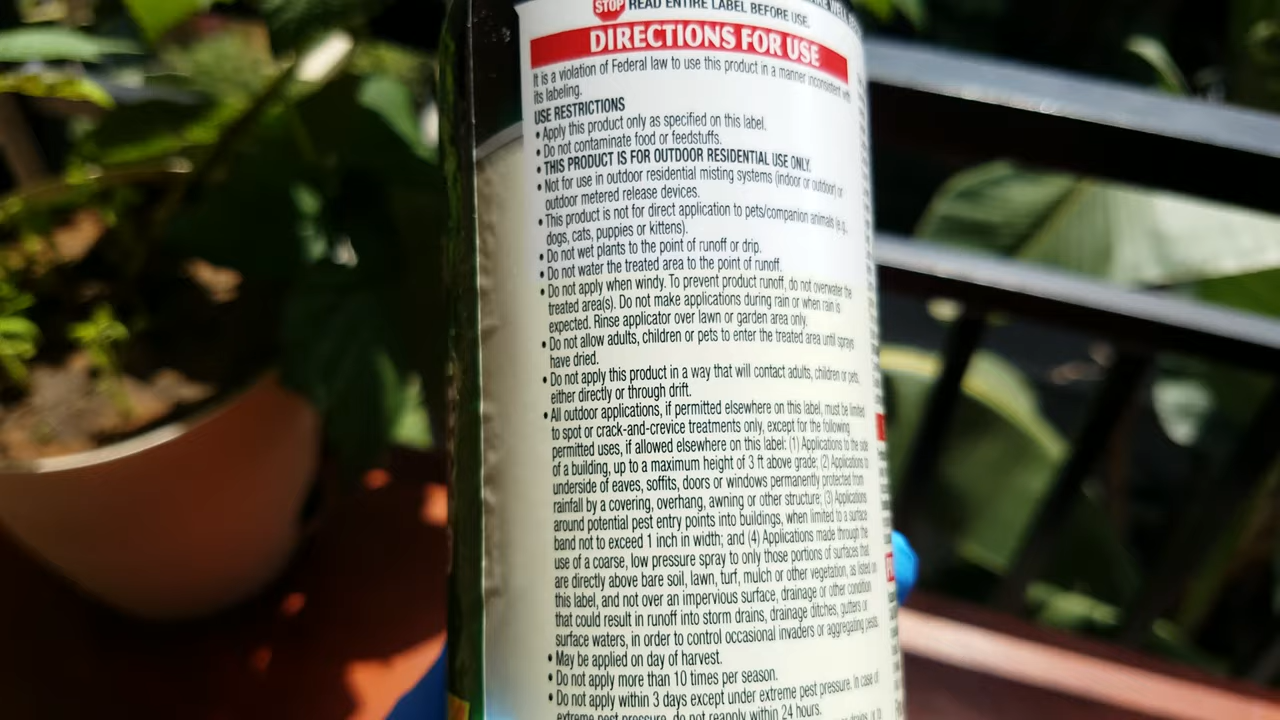 STOP READ ENTIRE LABEL BEFORE USE.
DIRECTIONS FOR USE
It is a violation of Federal law to use this product in a manner inconsistent with
its labeling.
USE RESTRICTIONS
• Apply this product only as specified on this label.
• Do not contaminate food or feedstuffs.
• THIS PRODUCT IS FOR OUTDOOR RESIDENTIAL USE ONLY.
• Not for use in outdoor residential misting systems (indoor or outdoor) or
outdoor metered release devices.
• This product is not for direct application to pets/companion animals (e.g.,
dogs, cats, puppies or kittens).
• Do not wet plants to the point of runoff or drip.
• Do not water the treated area to the point of runoff.
• Do not apply when windy. To prevent product runoff, do not overwater the
treated area(s). Do not make applications during rain or when rain is
expected. Rinse applicator over lawn or garden area only.
• Do not allow adults, children or pets to enter the treated area until sprays
have dried.
• Do not apply this product in a way that will contact adults, children or pets,
either directly or through drift.
• All outdoor applications, if permitted elsewhere on this label, must be limited
to spot or crack-and-crevice treatments only, except for the following
permitted uses, if allowed elsewhere on this label: (1) Applications to the side
of a building, up to a maximum height of 3 ft above grade; (2) Applications to
underside of eaves, soffits, doors or windows permanently protected from
rainfall by a covering, overhang, awning or other structure; (3) Applications
around potential pest entry points into buildings, when limited to a surface
band not to exceed 1 inch in width; and (4) Applications made through the
use of a coarse, low pressure spray to only those portions of surfaces that
are directly above bare soil, lawn, turf, mulch or other vegetation, as listed on
this label, and not over an impervious surface, drainage or other condition
that could result in runoff into storm drains, drainage ditches, gutters or
surface waters, in order to control occasional invaders or aggregating pests.
• May be applied on day of harvest.
• Do not apply more than 10 times per season.
• Do not apply within 3 days except under extreme pest pressure. In case of
extreme pest pressure, do not reapply within 24 hours.